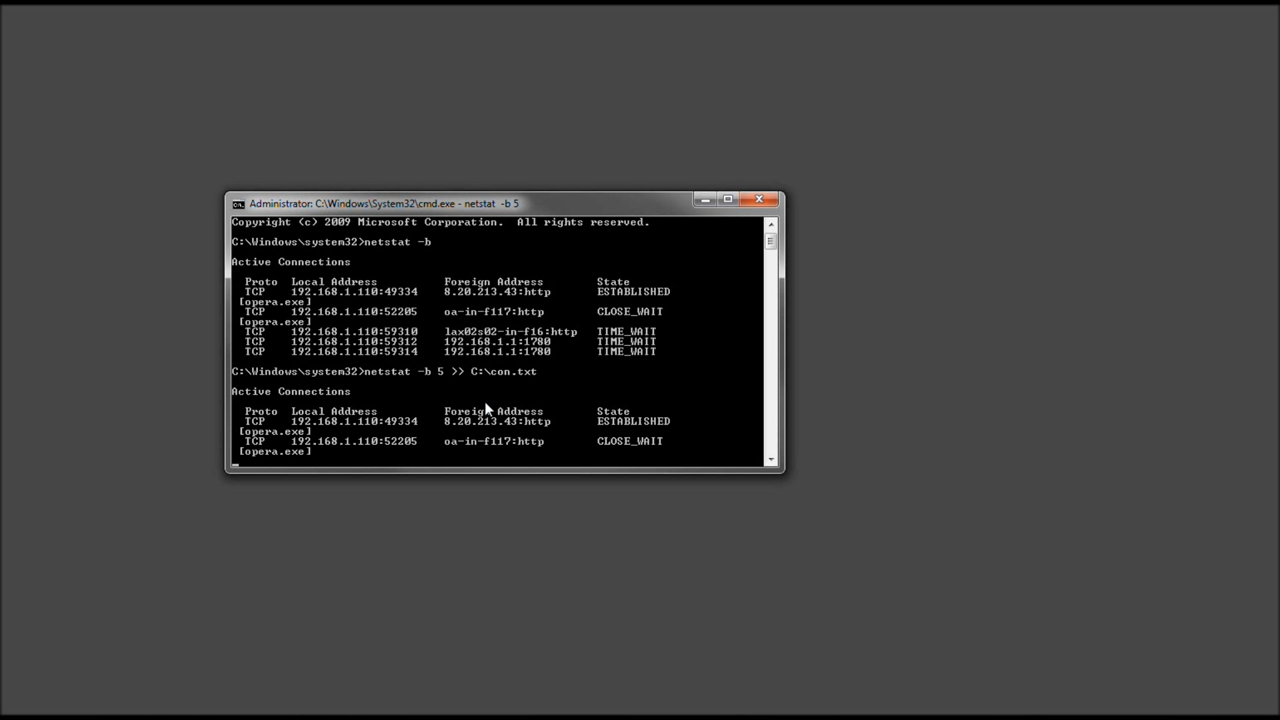 Administrator: C:\Windows\System32\cmd.exe - netstat -b 5
Copyright (c) 2009 Microsoft Corporation. All rights reserved.
C:\Windows\system32>netstat -b
Active Connections
Proto Local Address Foreign Address State
TCP 192.168.1.110:49334 8.20.213.43:http ESTABLISHED
[opera.exe]
TCP 192.168.1.110:52205 oa-in-f117:http CLOSE_WAIT
[opera.exe]
TCP 192.168.1.110:59310 lax02s02-in-f16:http TIME_WAIT
TCP 192.168.1.110:59312 192.168.1.1:1780 TIME_WAIT
TCP 192.168.1.110:59314 192.168.1.1:1780 TIME_WAIT
C:\Windows\system32>netstat -b 5 >> C:\con.txt
Active Connections
Proto Local Address Foreign Address State
TCP 192.168.1.110:49334 8.20.213.43:http ESTABLISHED
[opera.exe]
TCP 192.168.1.110:52205 oa-in-f117:http CLOSE_WAIT
[opera.exe]